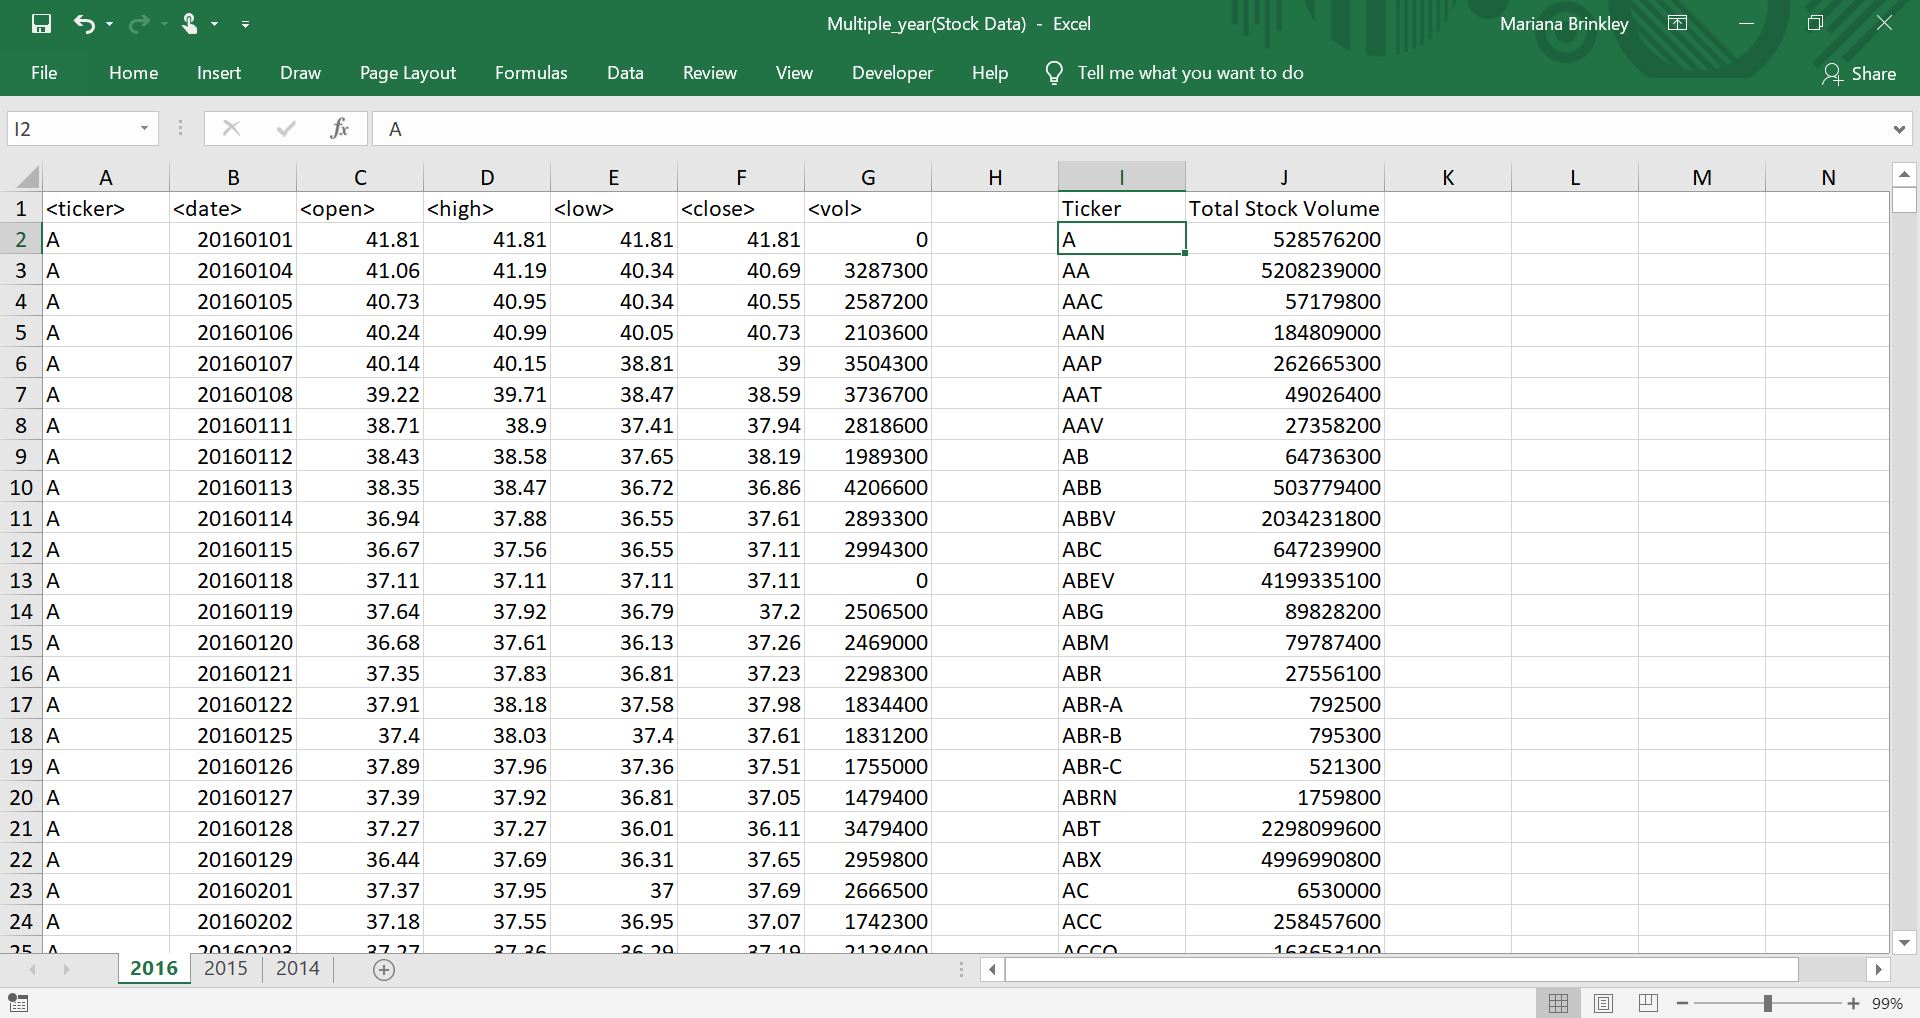 Multiple_year(Stock Data) - Excel
Mariana Brinkley
File Home Insert Draw Page Layout Formulas Data Review View Developer Help Tell me what you want to do Share
I2 fx A
A B C D E F G H I J K L M N
1 <ticker> <date> <open> <high> <low> <close> <vol> Ticker Total Stock Volume
2 A 20160101 41.81 41.81 41.81 41.81 0 A 528576200
3 A 20160104 41.06 41.19 40.34 40.69 3287300 AA 5208239000
4 A 20160105 40.73 40.95 40.34 40.55 2587200 AAC 57179800
5 A 20160106 40.24 40.99 40.05 40.73 2103600 AAN 184809000
6 A 20160107 40.14 40.15 38.81 39 3504300 AAP 262665300
7 A 20160108 39.22 39.71 38.47 38.59 3736700 AAT 49026400
8 A 20160111 38.71 38.9 37.41 37.94 2818600 AAV 27358200
9 A 20160112 38.43 38.58 37.65 38.19 1989300 AB 64736300
10 A 20160113 38.35 38.47 36.72 36.86 4206600 ABB 503779400
11 A 20160114 36.94 37.88 36.55 37.61 2893300 ABBV 2034231800
12 A 20160115 36.67 37.56 36.55 37.11 2994300 ABC 647239900
13 A 20160118 37.11 37.11 37.11 37.11 0 ABEV 4199335100
14 A 20160119 37.64 37.92 36.79 37.2 2506500 ABG 89828200
15 A 20160120 36.68 37.61 36.13 37.26 2469000 ABM 79787400
16 A 20160121 37.35 37.83 36.81 37.23 2298300 ABR 27556100
17 A 20160122 37.91 38.18 37.58 37.98 1834400 ABR-A 792500
18 A 20160125 37.4 38.03 37.4 37.61 1831200 ABR-B 795300
19 A 20160126 37.89 37.96 37.36 37.51 1755000 ABR-C 521300
20 A 20160127 37.39 37.92 36.81 37.05 1479400 ABRN 1759800
21 A 20160128 37.27 37.27 36.01 36.11 3479400 ABT 2298099600
22 A 20160129 36.44 37.69 36.31 37.65 2959800 ABX 4996990800
23 A 20160201 37.37 37.95 37 37.69 2666500 AC 6530000
24 A 20160202 37.18 37.55 36.95 37.07 1742300 ACC 258457600
25 A 20160203 37.27 37.36 36.29 37.19 2128400 ACCO 163653100
2016 2015 2014
99%